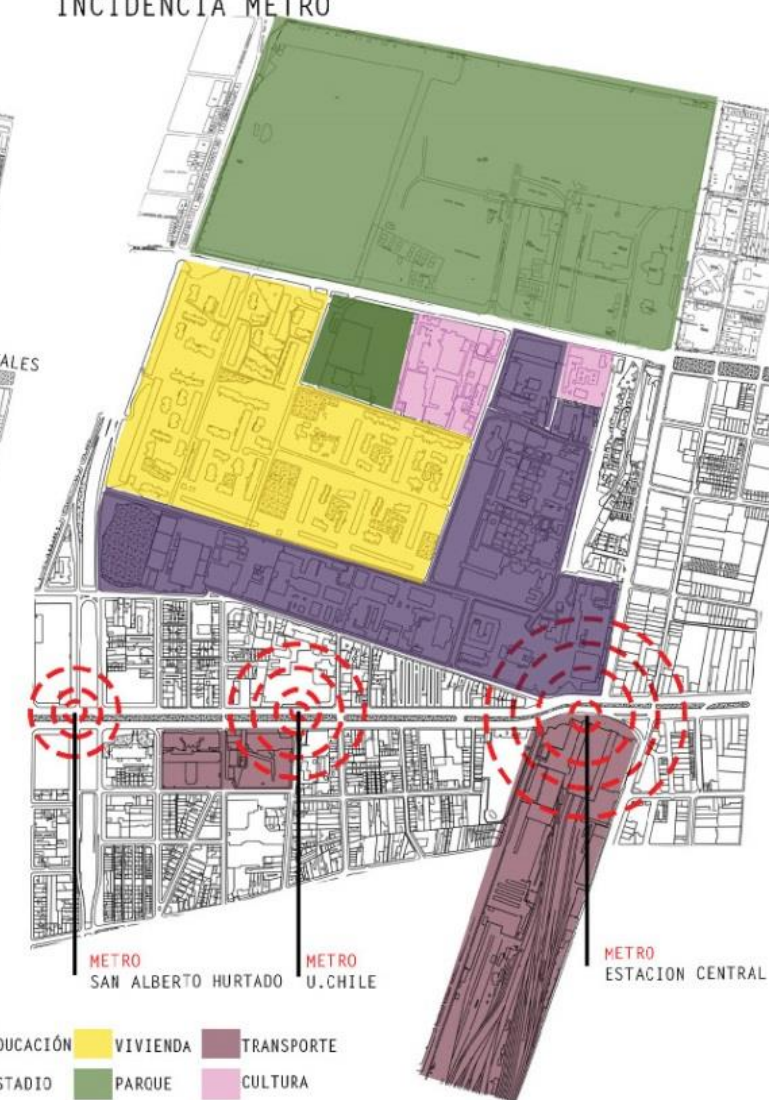 INCIDENCIA METRO
ALES
METRO
SAN ALBERTO HURTADO
METRO
U.CHILE
METRO
ESTACION CENTRAL
DUCACIÓN
VIVIENDA
TRANSPORTE
STADIO
PARQUE
CULTURA